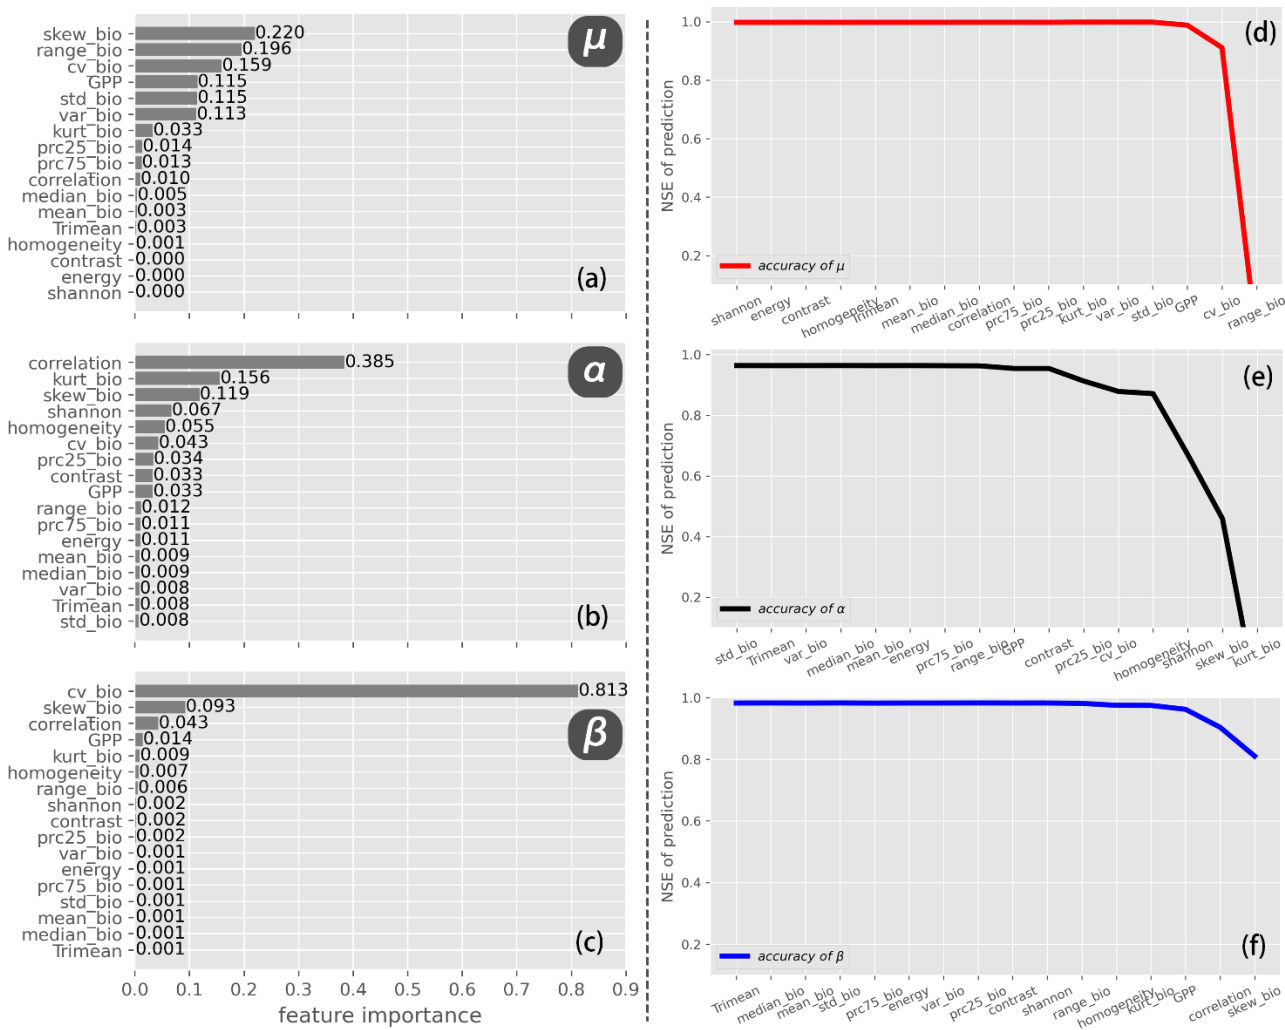 skew_bio 0.220
range_bio 0.196
cv_bio 0.159
GPP 0.115
std_bio 0.115
var_bio 0.113
kurt_bio 0.033
prc25_bio 0.014
prc75_bio 0.013
correlation 0.010
median_bio 0.005
mean_bio 0.003
Trimean 0.003
homogeneity 0.001
contrast 0.000
energy 0.000
shannon 0.000
μ
(a)
correlation 0.385
kurt_bio 0.156
skew_bio 0.119
shannon 0.067
homogeneity 0.055
cv_bio 0.043
prc25_bio 0.034
contrast 0.033
GPP 0.033
range_bio 0.012
prc75_bio 0.011
energy 0.011
mean_bio 0.009
median_bio 0.009
var_bio 0.008
Trimean 0.008
std_bio 0.008
α
(b)
cv_bio 0.813
skew_bio 0.093
correlation 0.043
GPP 0.014
kurt_bio 0.009
homogeneity 0.007
range_bio 0.006
shannon 0.002
contrast 0.002
prc25_bio 0.002
var_bio 0.001
energy 0.001
prc75_bio 0.001
std_bio 0.001
mean_bio 0.001
median_bio 0.001
Trimean 0.001
β
(c)
0.0 0.1 0.2 0.3 0.4 0.5 0.6 0.7 0.8 0.9
feature importance
(d)
NSE of prediction
1.0
0.8
0.6
0.4
0.2
accuracy of μ
shannon energy contrast homogeneity Trimean mean_bio median_bio correlation prc75_bio prc25_bio kurt_bio var_bio std_bio GPP cv_bio range_bio
(e)
NSE of prediction
1.0
0.8
0.6
0.4
0.2
accuracy of α
std_bio Trimean var_bio median_bio mean_bio energy prc75_bio range_bio GPP contrast prc25_bio cv_bio homogeneity shannon skew_bio kurt_bio
(f)
NSE of prediction
1.0
0.8
0.6
0.4
0.2
accuracy of β
Trimean median_bio mean_bio std_bio prc75_bio energy var_bio prc25_bio contrast shannon range_bio homogeneity kurt_bio GPP correlation skew_bio